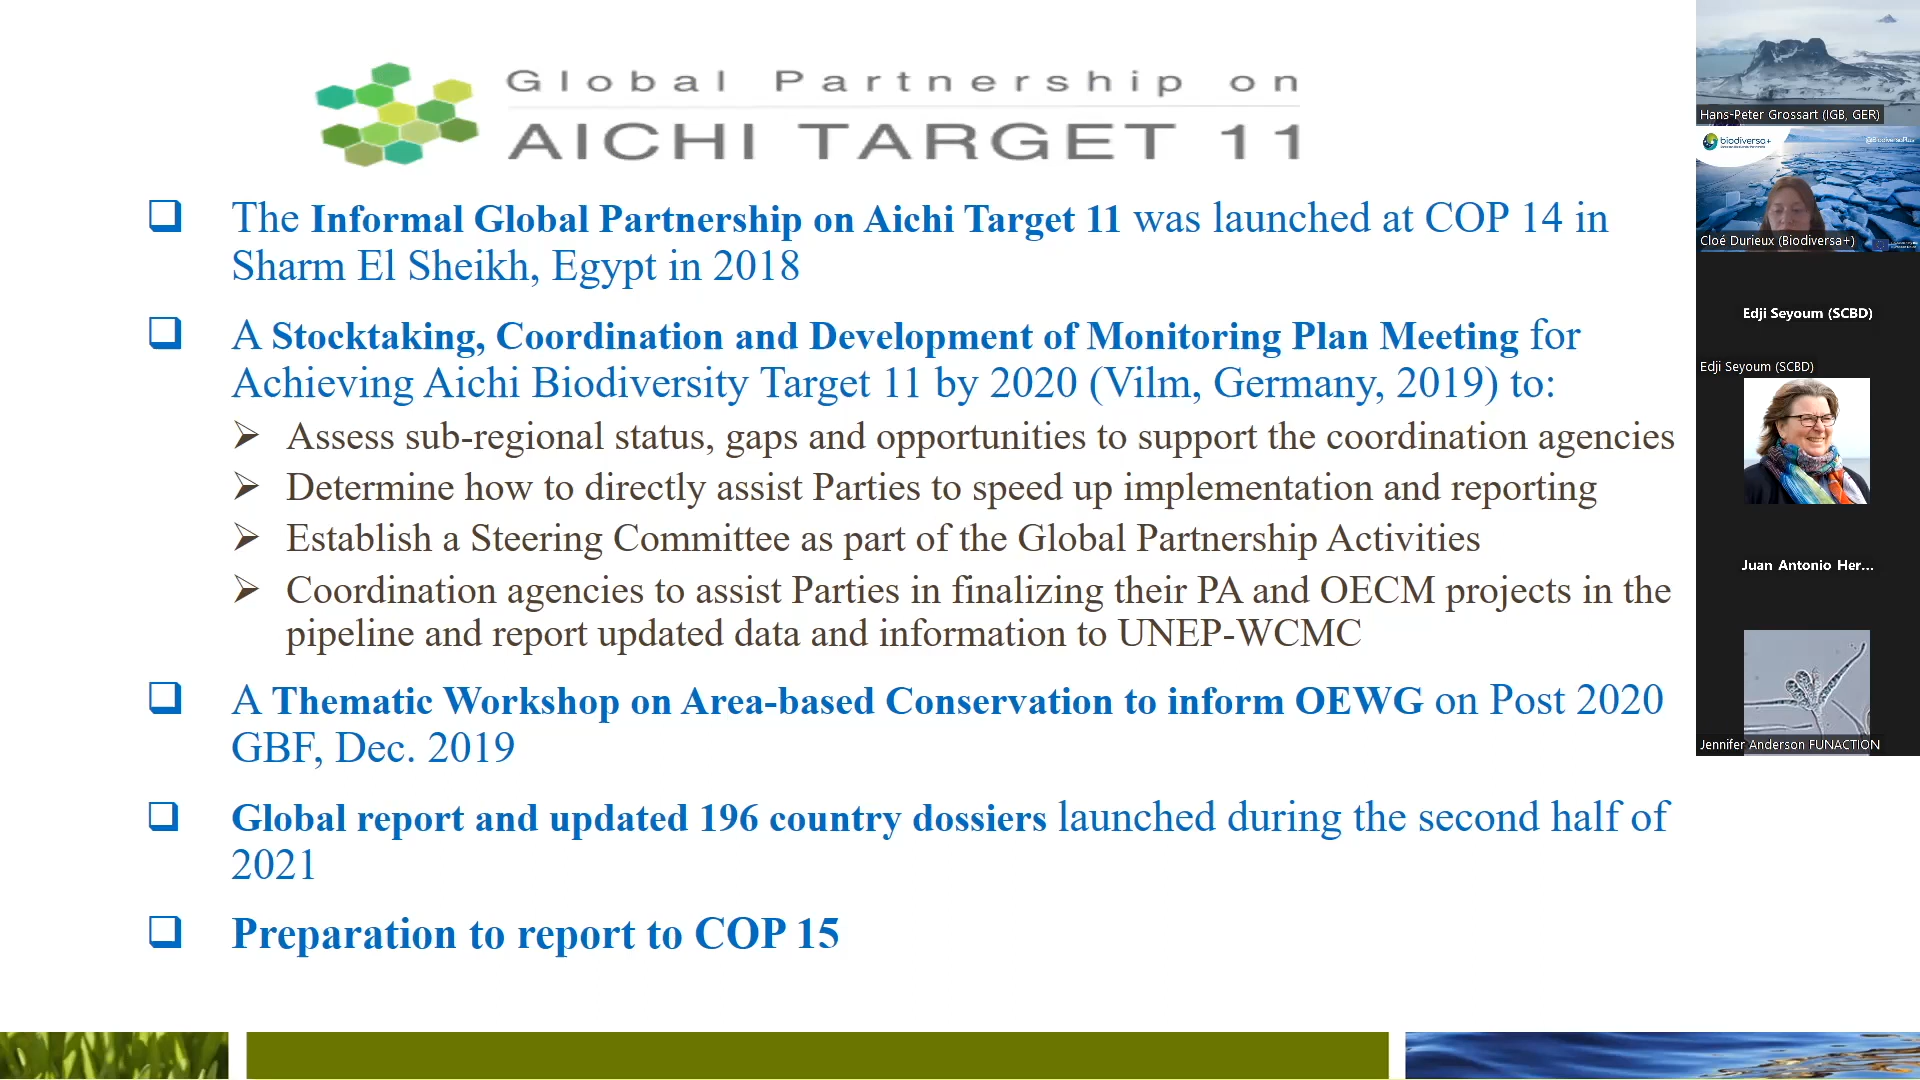 Global Partnership on
AICHI TARGET 11
The Informal Global Partnership on Aichi Target 11 was launched at COP 14 in
Sharm El Sheikh, Egypt in 2018
A Stocktaking, Coordination and Development of Monitoring Plan Meeting for
Achieving Aichi Biodiversity Target 11 by 2020 (Vilm, Germany, 2019) to:
Assess sub-regional status, gaps and opportunities to support the coordination agencies
Determine how to directly assist Parties to speed up implementation and reporting
Establish a Steering Committee as part of the Global Partnership Activities
Coordination agencies to assist Parties in finalizing their PA and OECM projects in the
pipeline and report updated data and information to UNEP-WCMC
A Thematic Workshop on Area-based Conservation to inform OEWG on Post 2020
GBF, Dec. 2019
Global report and updated 196 country dossiers launched during the second half of
2021
Preparation to report to COP 15
Hans-Peter Grossart (IGB, GER)
biodiversa+
Cloé Durieux (Biodiversa+)
Edji Seyoum (SCBD)
Edji Seyoum (SCBD)
Juan Antonio Her...
Jennifer Anderson FUNACTION